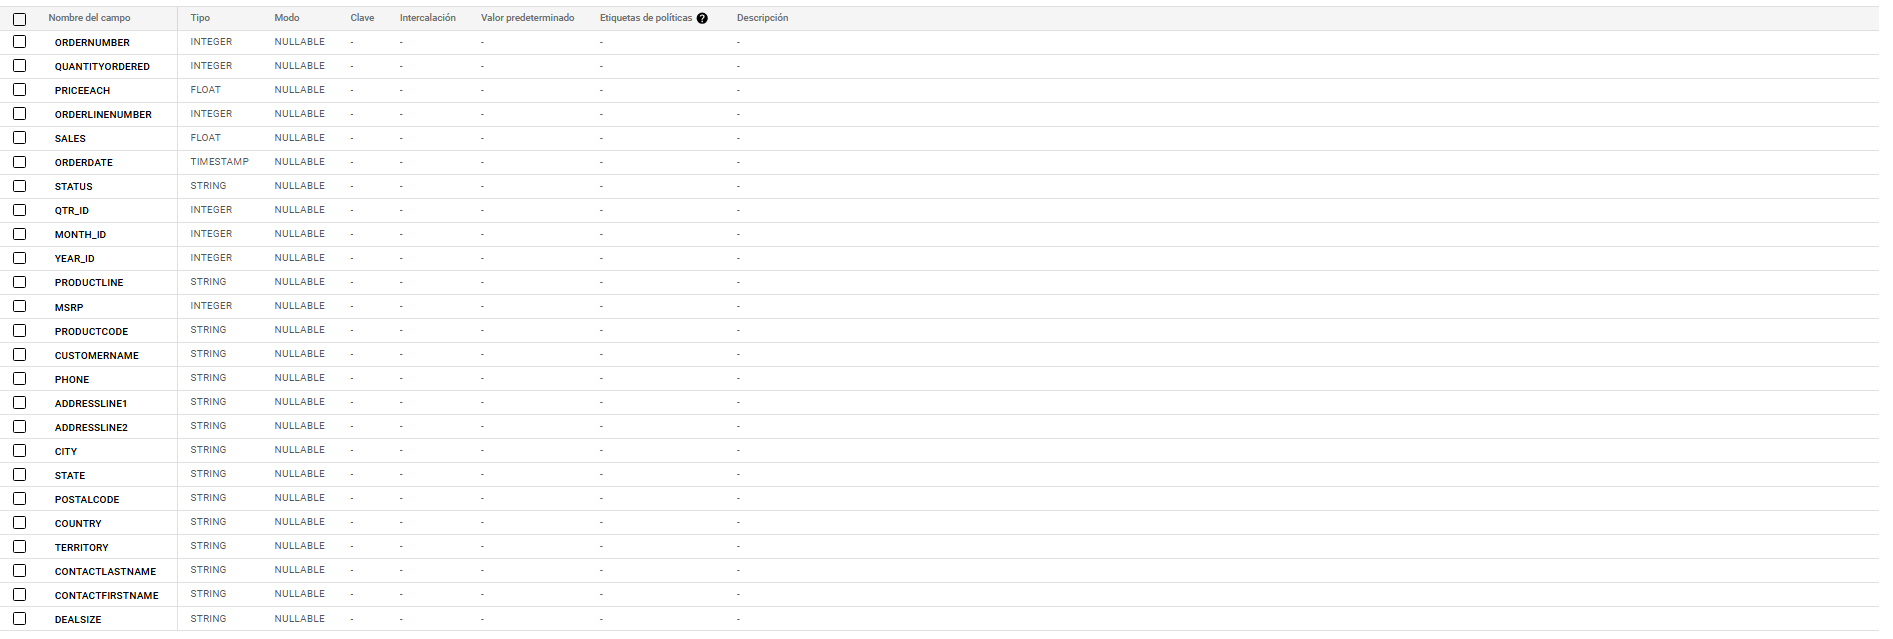 Nombre del campo Tipo Modo Clave Intercalación Valor predeterminado Etiquetas de políticas ? Descripción
ORDERNUMBER INTEGER NULLABLE - - - - -
QUANTITYORDERED INTEGER NULLABLE - - - - -
PRICEEACH FLOAT NULLABLE - - - - -
ORDERLINENUMBER INTEGER NULLABLE - - - - -
SALES FLOAT NULLABLE - - - - -
ORDERDATE TIMESTAMP NULLABLE - - - - -
STATUS STRING NULLABLE - - - - -
QTR_ID INTEGER NULLABLE - - - - -
MONTH_ID INTEGER NULLABLE - - - - -
YEAR_ID INTEGER NULLABLE - - - - -
PRODUCTLINE STRING NULLABLE - - - - -
MSRP INTEGER NULLABLE - - - - -
PRODUCTCODE STRING NULLABLE - - - - -
CUSTOMERNAME STRING NULLABLE - - - - -
PHONE STRING NULLABLE - - - - -
ADDRESSLINE1 STRING NULLABLE - - - - -
ADDRESSLINE2 STRING NULLABLE - - - - -
CITY STRING NULLABLE - - - - -
STATE STRING NULLABLE - - - - -
POSTALCODE STRING NULLABLE - - - - -
COUNTRY STRING NULLABLE - - - - -
TERRITORY STRING NULLABLE - - - - -
CONTACTLASTNAME STRING NULLABLE - - - - -
CONTACTFIRSTNAME STRING NULLABLE - - - - -
DEALSIZE STRING NULLABLE - - - - -